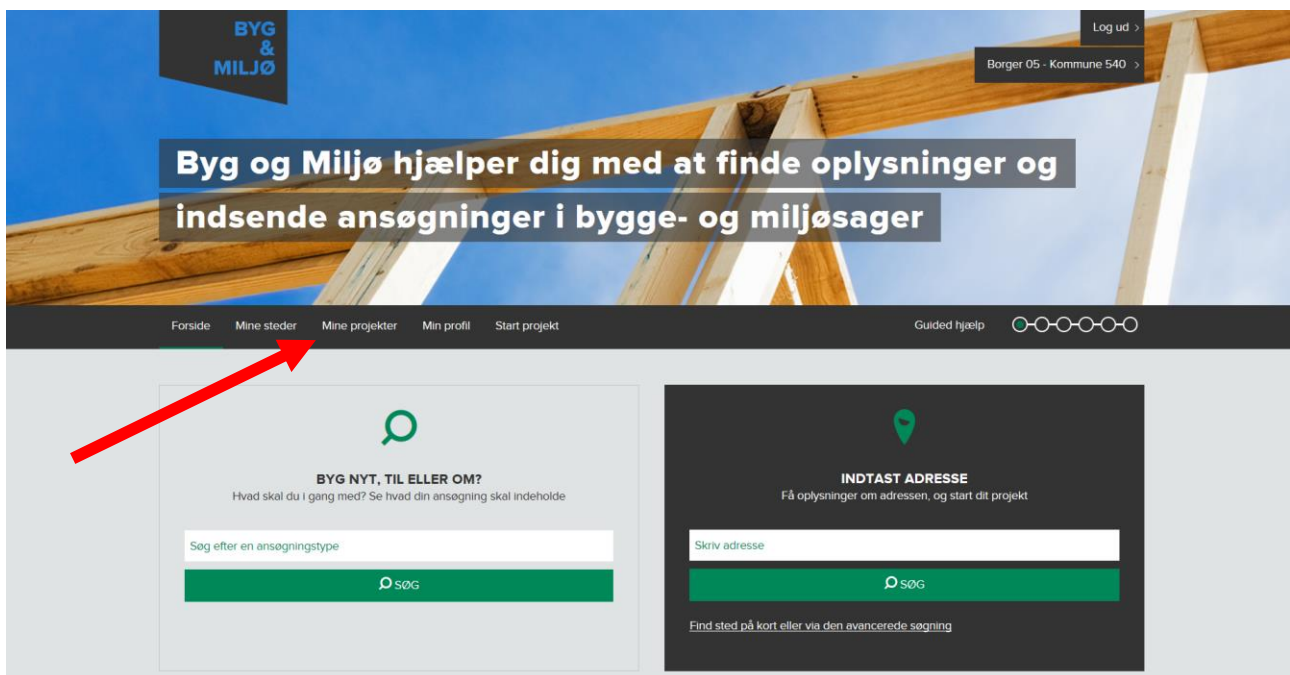 BYG
&
MILJØ
Log ud >
Borger 05 - Kommune 540 >
Byg og Miljø hjælper dig med at finde oplysninger og
indsende ansøgninger i bygge- og miljøsager
Forside Mine steder Mine projekter Min profil Start projekt Guided hjælp
BYG NYT, TIL ELLER OM?
Hvad skal du i gang med? Se hvad din ansøgning skal indeholde
Søg efter en ansøgningstype
SØG
INDTAST ADRESSE
Få oplysninger om adressen, og start dit projekt
Skriv adresse
SØG
Find sted på kort eller via den avancerede søgning